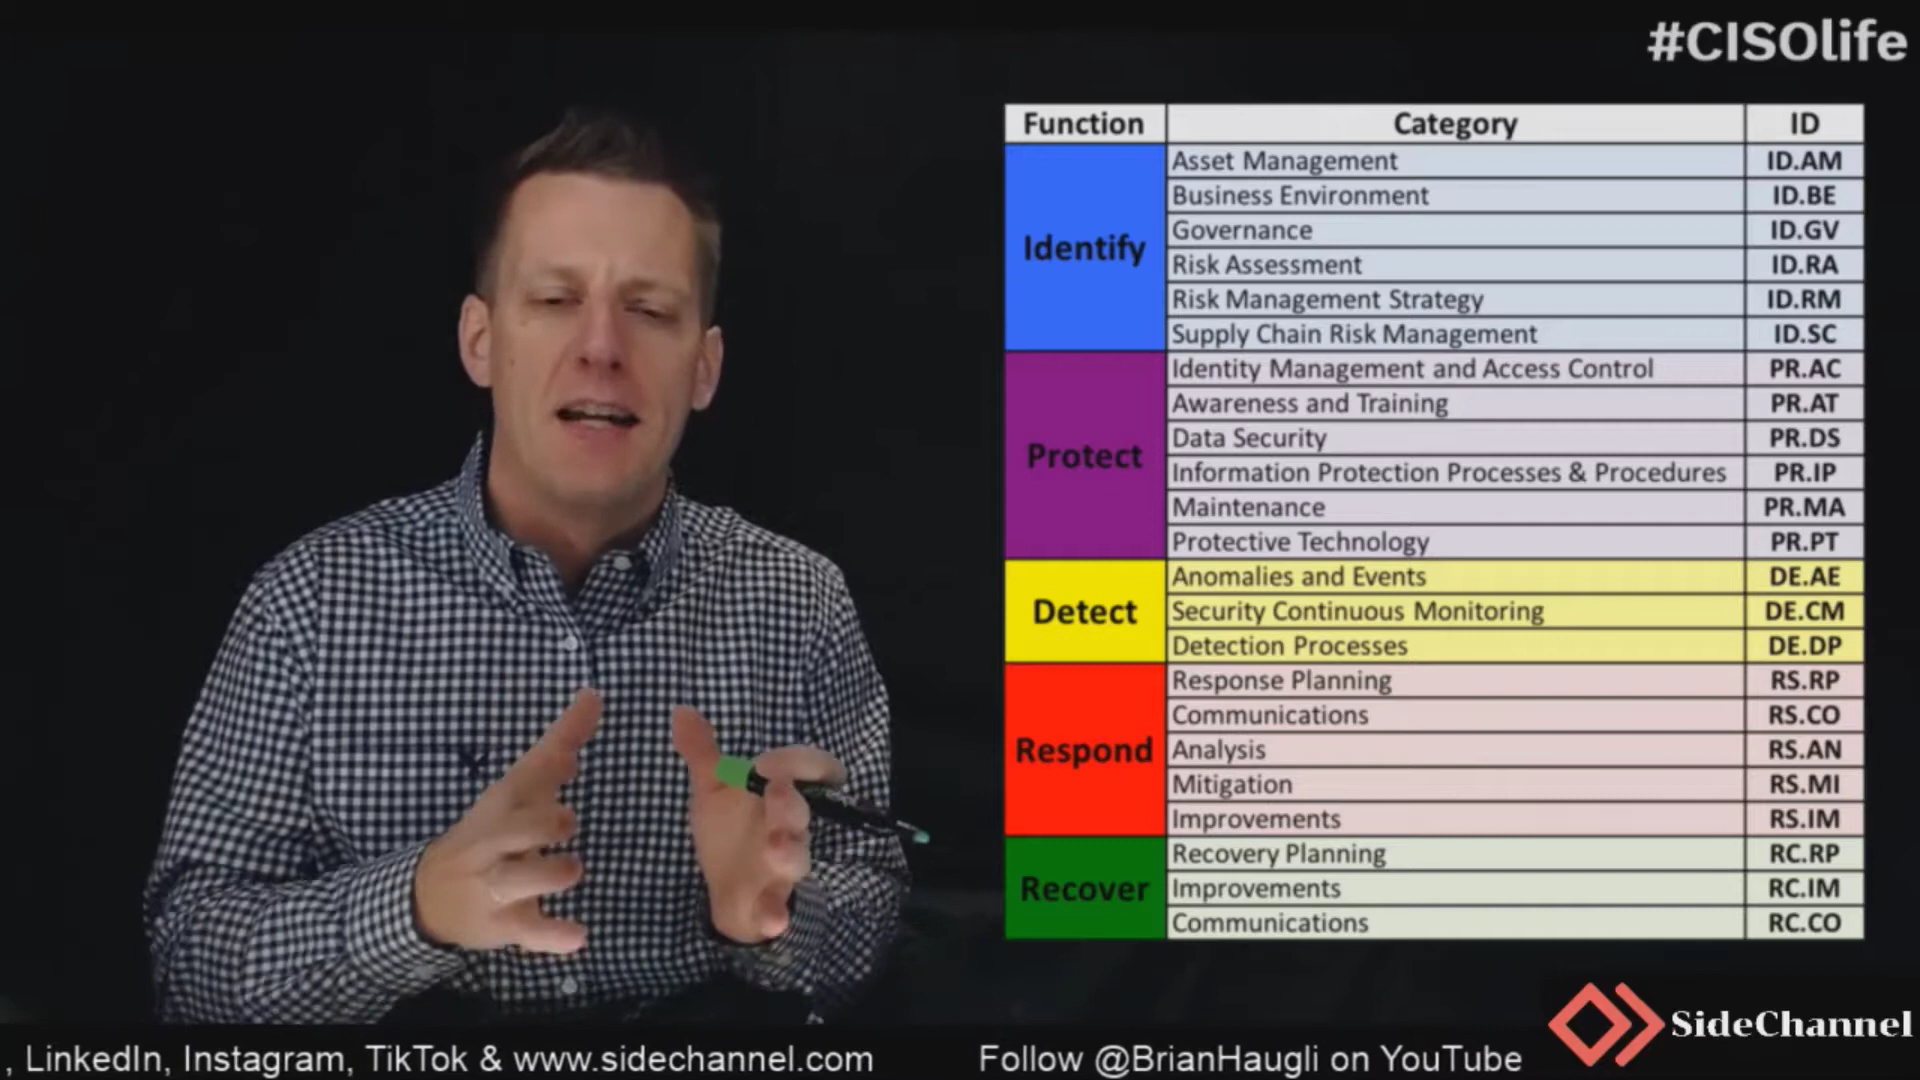 #CISOlife
Function Category ID
Identify
Asset Management ID.AM
Business Environment ID.BE
Governance ID.GV
Risk Assessment ID.RA
Risk Management Strategy ID.RM
Supply Chain Risk Management ID.SC
Protect
Identity Management and Access Control PR.AC
Awareness and Training PR.AT
Data Security PR.DS
Information Protection Processes & Procedures PR.IP
Maintenance PR.MA
Protective Technology PR.PT
Detect
Anomalies and Events DE.AE
Security Continuous Monitoring DE.CM
Detection Processes DE.DP
Respond
Response Planning RS.RP
Communications RS.CO
Analysis RS.AN
Mitigation RS.MI
Improvements RS.IM
Recover
Recovery Planning RC.RP
Improvements RC.IM
Communications RC.CO
SideChannel
, LinkedIn, Instagram, TikTok & www.sidechannel.com Follow @BrianHaugli on YouTube